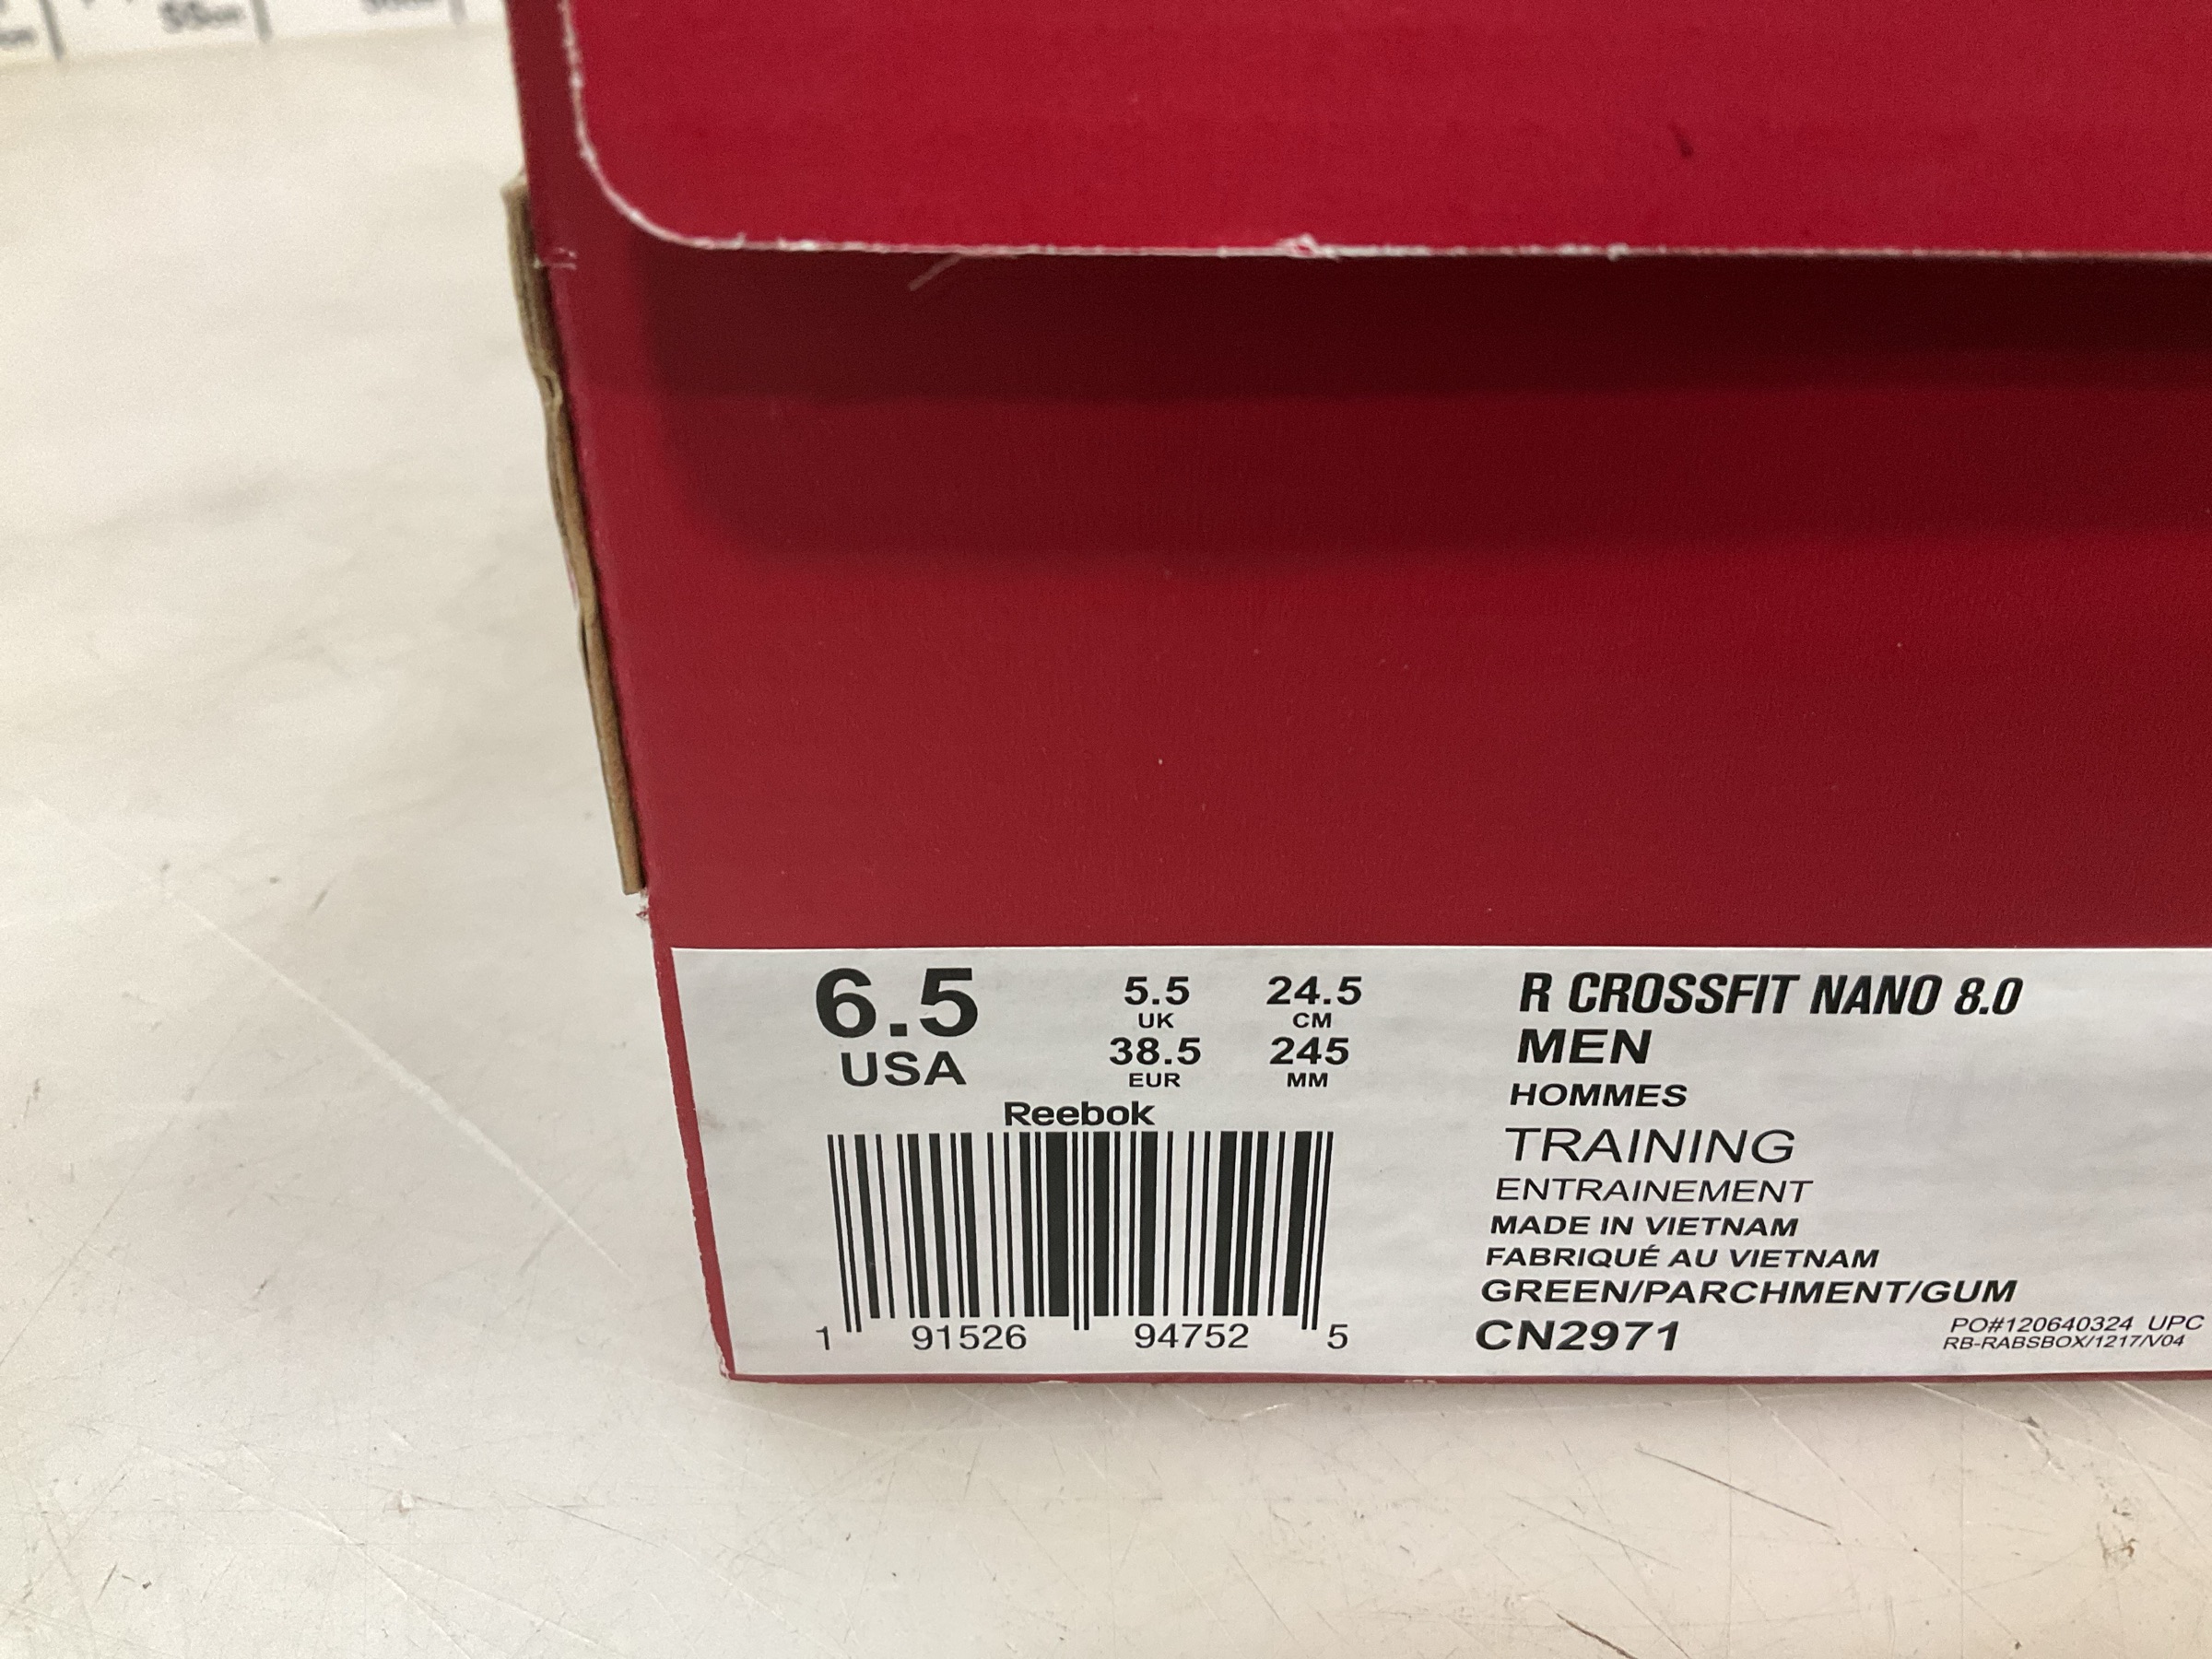 6.5
USA
5.5
UK
38.5
EUR
24.5
CM
245
MM
Reebok
1 91526 94752 5
R CROSSFIT NANO 8.0
MEN
HOMMES
TRAINING
ENTRAINEMENT
MADE IN VIETNAM
FABRIQUÉ AU VIETNAM
GREEN/PARCHMENT/GUM
CN2971
PO#120640324 UPC
RB-RABSBOX/1217/V04